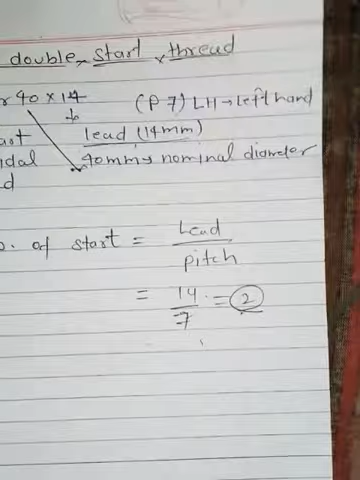 double start thread
40 x 14 (P 7) LH → left hand
lead (14mm)
40mm → nominal diameter
of start = Lead / pitch
= 14 / 7 = 2